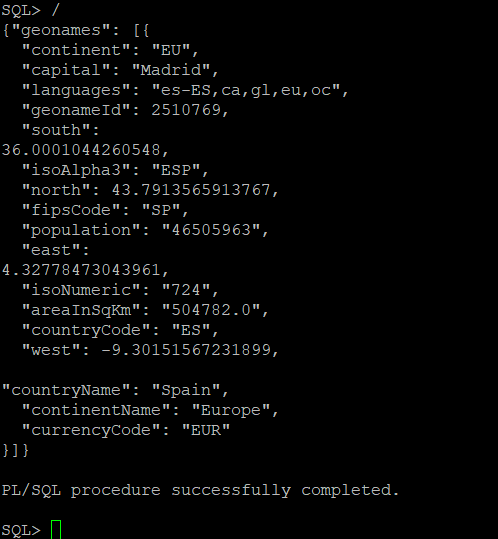 SQL> /
{"geonames": [{
  "continent": "EU",
  "capital": "Madrid",
  "languages": "es-ES,ca,gl,eu,oc",
  "geonameId": 2510769,
  "south":
36.0001044260548,
  "isoAlpha3": "ESP",
  "north": 43.7913565913767,
  "fipsCode": "SP",
  "population": "46505963",
  "east":
4.32778473043961,
  "isoNumeric": "724",
  "areaInSqKm": "504782.0",
  "countryCode": "ES",
  "west": -9.30151567231899,

"countryName": "Spain",
  "continentName": "Europe",
  "currencyCode": "EUR"
}]}

PL/SQL procedure successfully completed.

SQL>